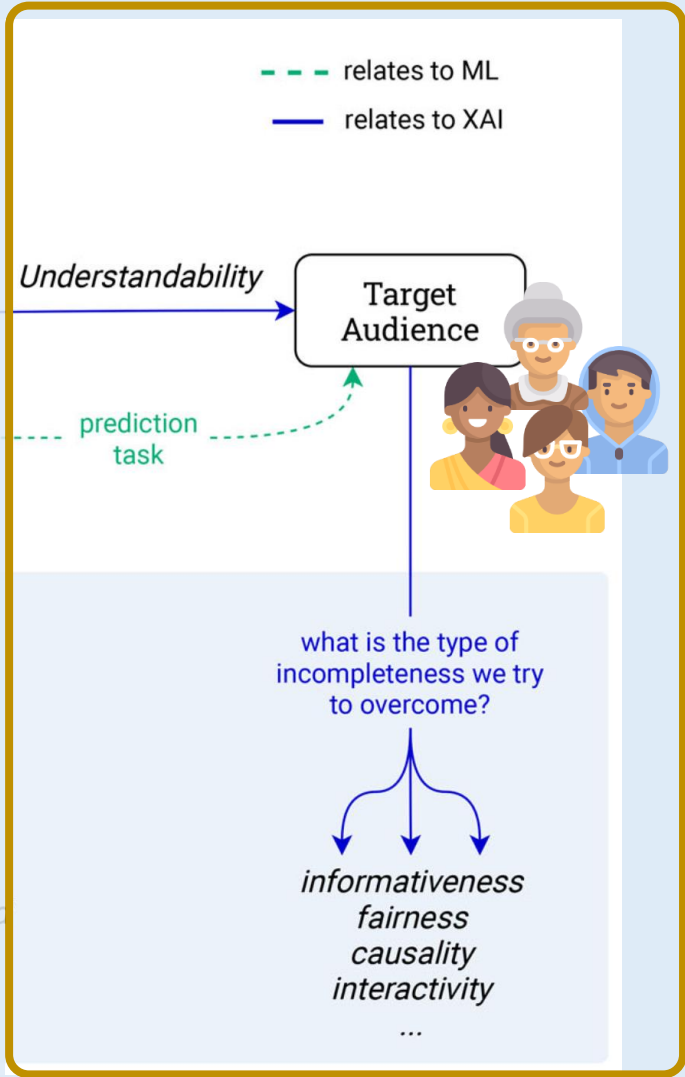 relates to ML
relates to XAI
Understandability
Target
Audience
prediction
task
what is the type of
incompleteness we try
to overcome?
informativeness
fairness
causality
interactivity
...